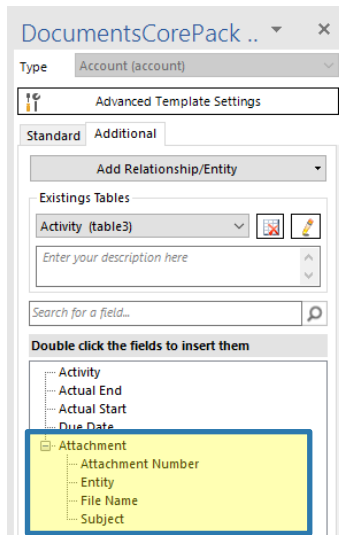 DocumentsCorePack ..
Type Account (account)
Advanced Template Settings
Standard Additional
Add Relationship/Entity
Existings Tables
Activity (table3)
Enter your description here
Search for a field...
Double click the fields to insert them
Activity
Actual End
Actual Start
Due Date
Attachment
Attachment Number
Entity
File Name
Subject